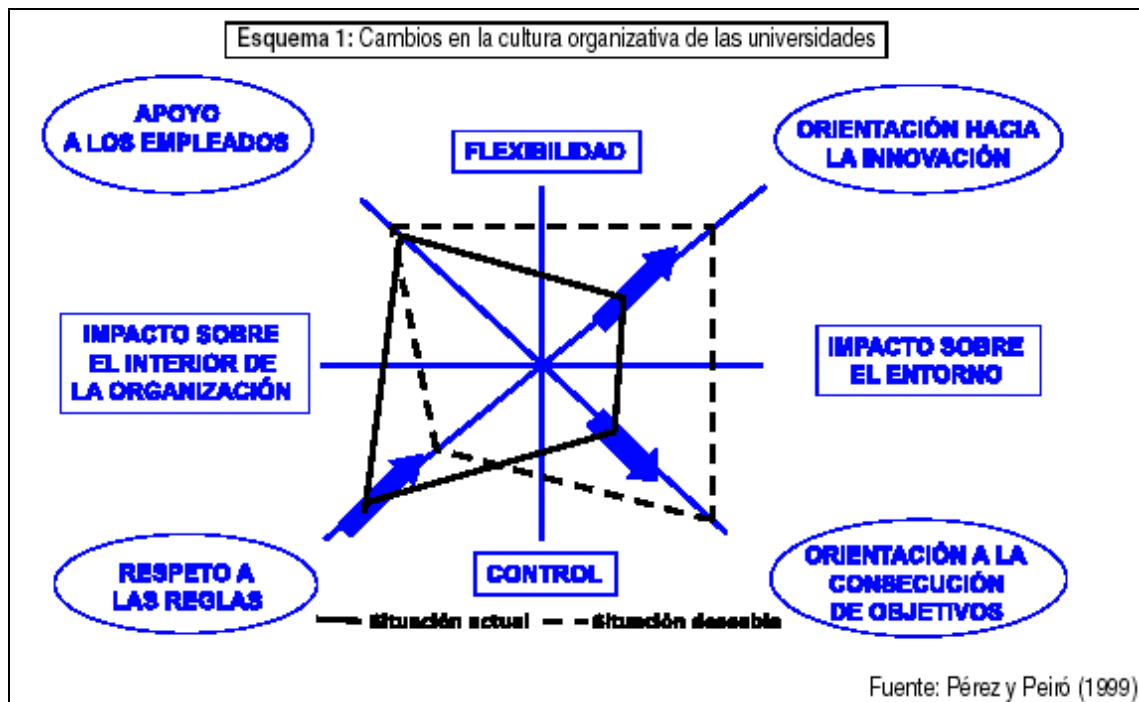 Esquema 1: Cambios en la cultura organizativa de las universidades
APOYO
A LOS EMPLEADOS
FLEXIBILIDAD
ORIENTACIÓN HACIA
LA INNOVACIÓN
IMPACTO SOBRE
EL INTERIOR DE
LA ORGANIZACIÓN
IMPACTO SOBRE
EL ENTORNO
RESPETO A
LAS REGLAS
CONTROL
ORIENTACIÓN A LA
CONSECUCIÓN
DE OBJETIVOS
Situación actual
Situación deseable
Fuente: Pérez y Peiró (1999)